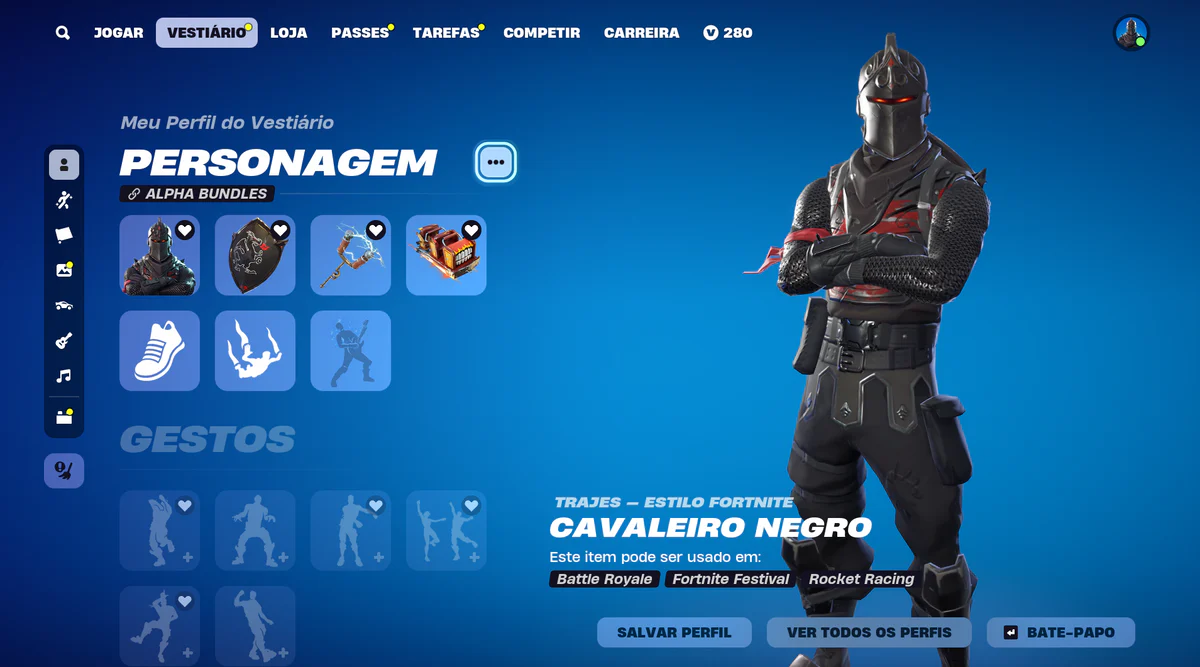 JOGAR VESTIÁRIO LOJA PASSES TAREFAS COMPETIR CARREIRA 280
Meu Perfil do Vestiário
PERSONAGEM
ALPHA BUNDLES
GESTOS
TRAJES – ESTILO FORTNITE
CAVALEIRO NEGRO
Este item pode ser usado em:
Battle Royale Fortnite Festival Rocket Racing
SALVAR PERFIL VER TODOS OS PERFIS BATE-PAPO